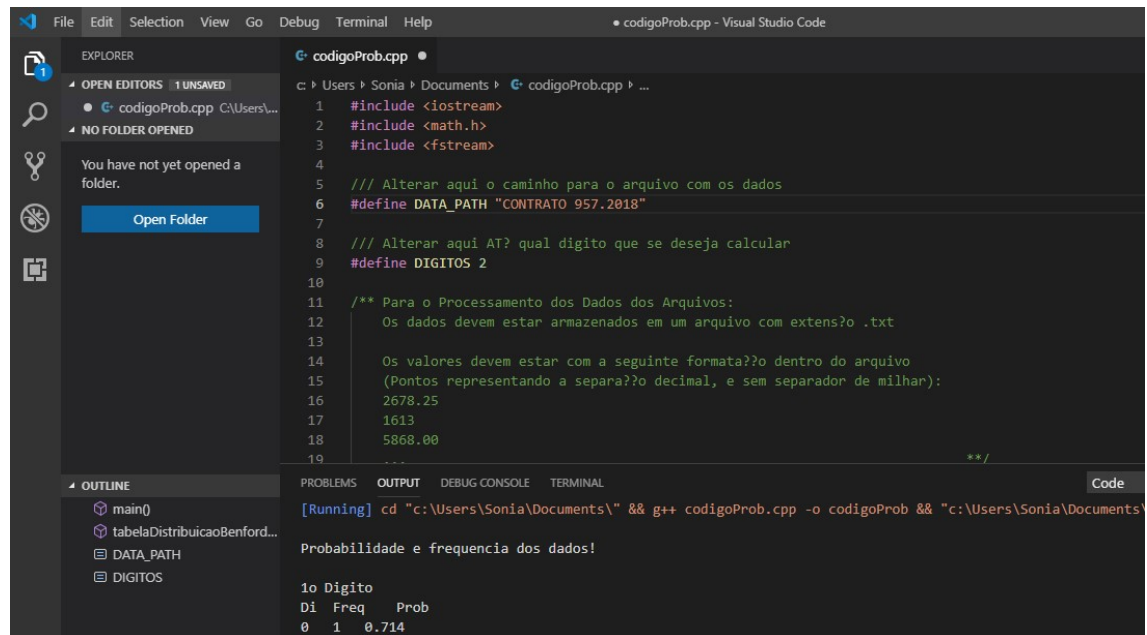 File Edit Selection View Go Debug Terminal Help
● codigoProb.cpp - Visual Studio Code
EXPLORER
OPEN EDITORS 1 UNSAVED
● codigoProb.cpp C:\Users\...
NO FOLDER OPENED
You have not yet opened a
folder.
Open Folder
1
OUTLINE
main()
tabelaDistribuicaoBenford...
DATA_PATH
DIGITOS
codigoProb.cpp ●
c: ▸ Users ▸ Sonia ▸ Documents ▸ codigoProb.cpp ▸ ...
1 #include <iostream>
2 #include <math.h>
3 #include <fstream>
4
5 /// Alterar aqui o caminho para o arquivo com os dados
6 #define DATA_PATH "CONTRATO 957.2018"
7
8 /// Alterar aqui AT? qual digito que se deseja calcular
9 #define DIGITOS 2
10
11 /** Para o Processamento dos Dados dos Arquivos:
12 Os dados devem estar armazenados em um arquivo com extens?o .txt
13
14 Os valores devem estar com a seguinte formata??o dentro do arquivo
15 (Pontos representando a separa??o decimal, e sem separador de milhar):
16 2678.25
17 1613
18 5868.00
19 ... **/
PROBLEMS OUTPUT DEBUG CONSOLE TERMINAL
Code
[Running] cd "c:\Users\Sonia\Documents\" && g++ codigoProb.cpp -o codigoProb && "c:\Users\Sonia\Documents\
Probabilidade e frequencia dos dados!
1o Digito
Di Freq Prob
0 1 0.714